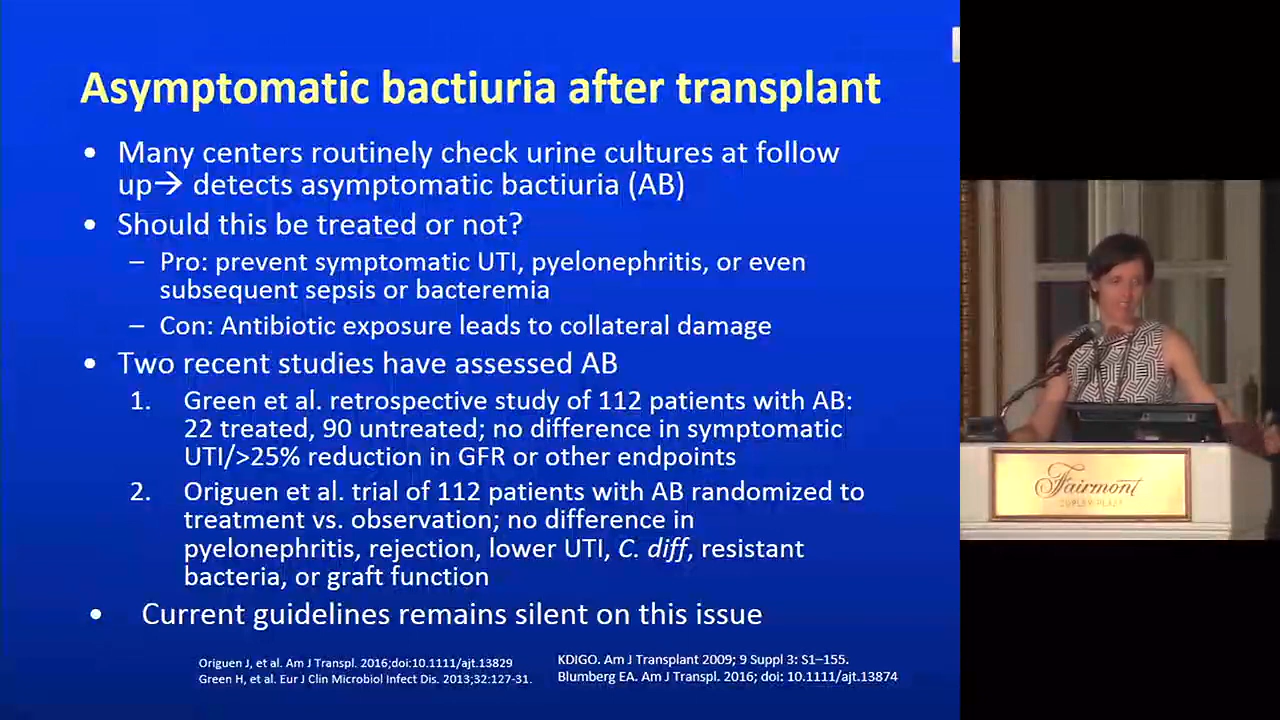 Asymptomatic bactiuria after transplant
• Many centers routinely check urine cultures at follow
up→ detects asymptomatic bactiuria (AB)
• Should this be treated or not?
– Pro: prevent symptomatic UTI, pyelonephritis, or even
subsequent sepsis or bacteremia
– Con: Antibiotic exposure leads to collateral damage
• Two recent studies have assessed AB
1. Green et al. retrospective study of 112 patients with AB:
22 treated, 90 untreated; no difference in symptomatic
UTI/>25% reduction in GFR or other endpoints
2. Origuen et al. trial of 112 patients with AB randomized to
treatment vs. observation; no difference in
pyelonephritis, rejection, lower UTI, C. diff, resistant
bacteria, or graft function
• Current guidelines remains silent on this issue
Origuen J, et al. Am J Transpl. 2016;doi:10.1111/ajt.13829
Green H, et al. Eur J Clin Microbiol Infect Dis. 2013;32:127-31.
KDIGO. Am J Transplant 2009; 9 Suppl 3: S1–155.
Blumberg EA. Am J Transpl. 2016; doi: 10.1111/ajt.13874
Fairmont
COPLEY PLAZA